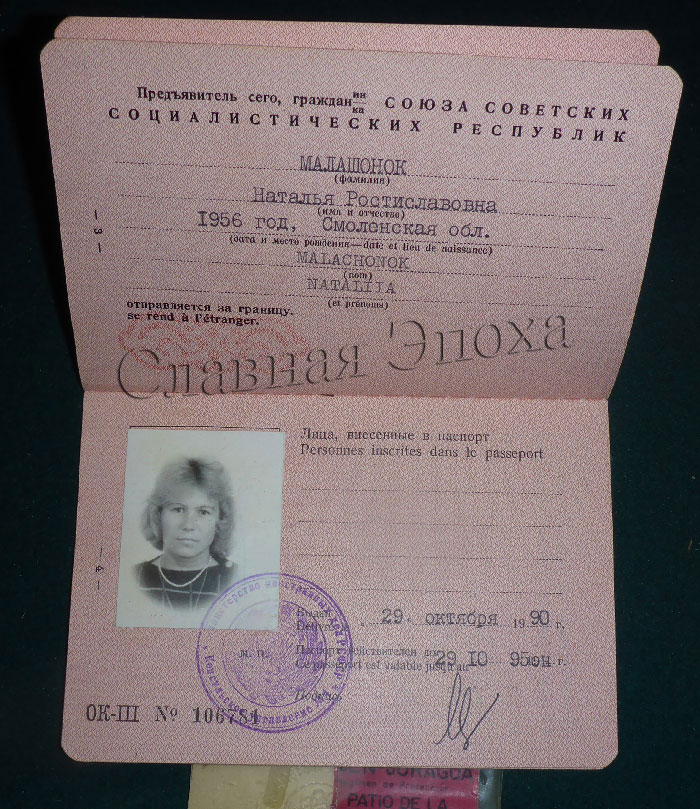 Предъявитель сего, граждан ин ка СОЮЗА СОВЕТСКИХ
СОЦИАЛИСТИЧЕСКИХ РЕСПУБЛИК
МАЛАШОНОК
(фамилия)
Наталья Ростиславовна
(имя и отчество)
1956 год, Смоленская обл.
(дата и место рождения—date et lieu de naissance)
MALACHONOK
(nom)
NATALIIA
(et prénoms)
отправляется за границу.
se rend à l'étranger.
— 3 —
Славная Эпоха
Лица, внесенные в паспорт
Personnes inscrites dans le passeport
— 4 —
29. октября 1990 г.
Паспорт действителен до
Ce passeport est valable jusqu'au 29 10 95 г.
М. П.
Подпись
ОК-III № 106784
PATIO DE LA